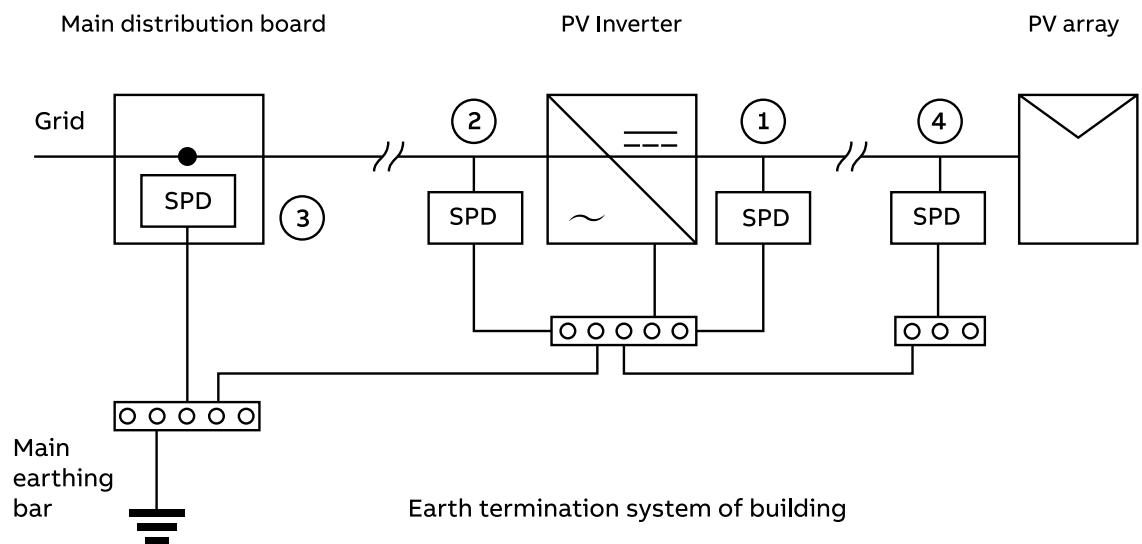 Main distribution board
PV Inverter
PV array
Grid
2
1
4
SPD
3
SPD
SPD
SPD
Main
earthing
bar
Earth termination system of building